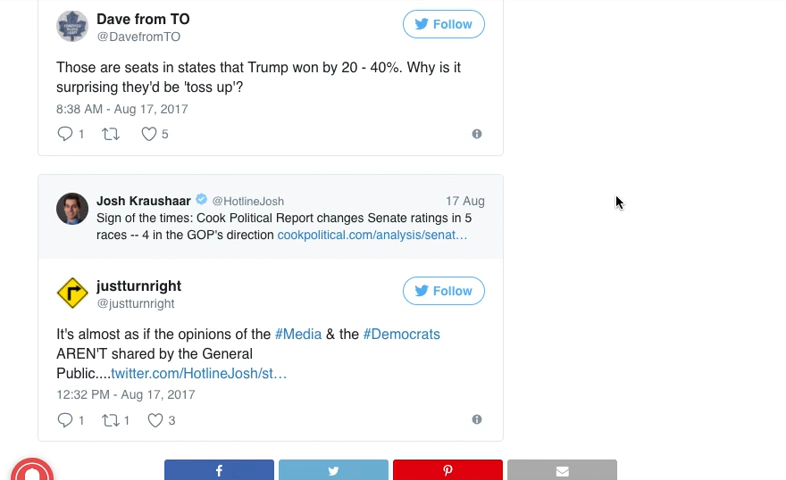 Dave from TO
Follow
@DavefromTO
Those are seats in states that Trump won by 20 - 40%. Why is it
surprising they'd be 'toss up'?
8:38 AM - Aug 17, 2017
1
5
Josh Kraushaar @HotlineJosh 17 Aug
Sign of the times: Cook Political Report changes Senate ratings in 5
races -- 4 in the GOP's direction cookpolitical.com/analysis/senat...
justturnright
Follow
@justturnright
It's almost as if the opinions of the #Media & the #Democrats
AREN'T shared by the General
Public....twitter.com/HotlineJosh/st...
12:32 PM - Aug 17, 2017
1 1 3